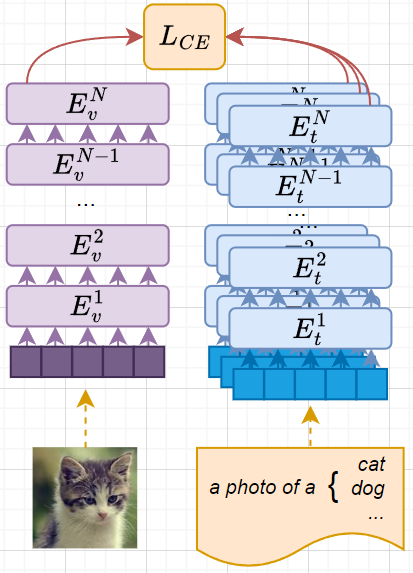 L_{CE}
E_v^N
E_t^N
E_v^{N-1}
E_t^{N-1}
...
...
...
E_v^2
E_t^2
E_v^1
E_t^1
a photo of a { cat
dog
...